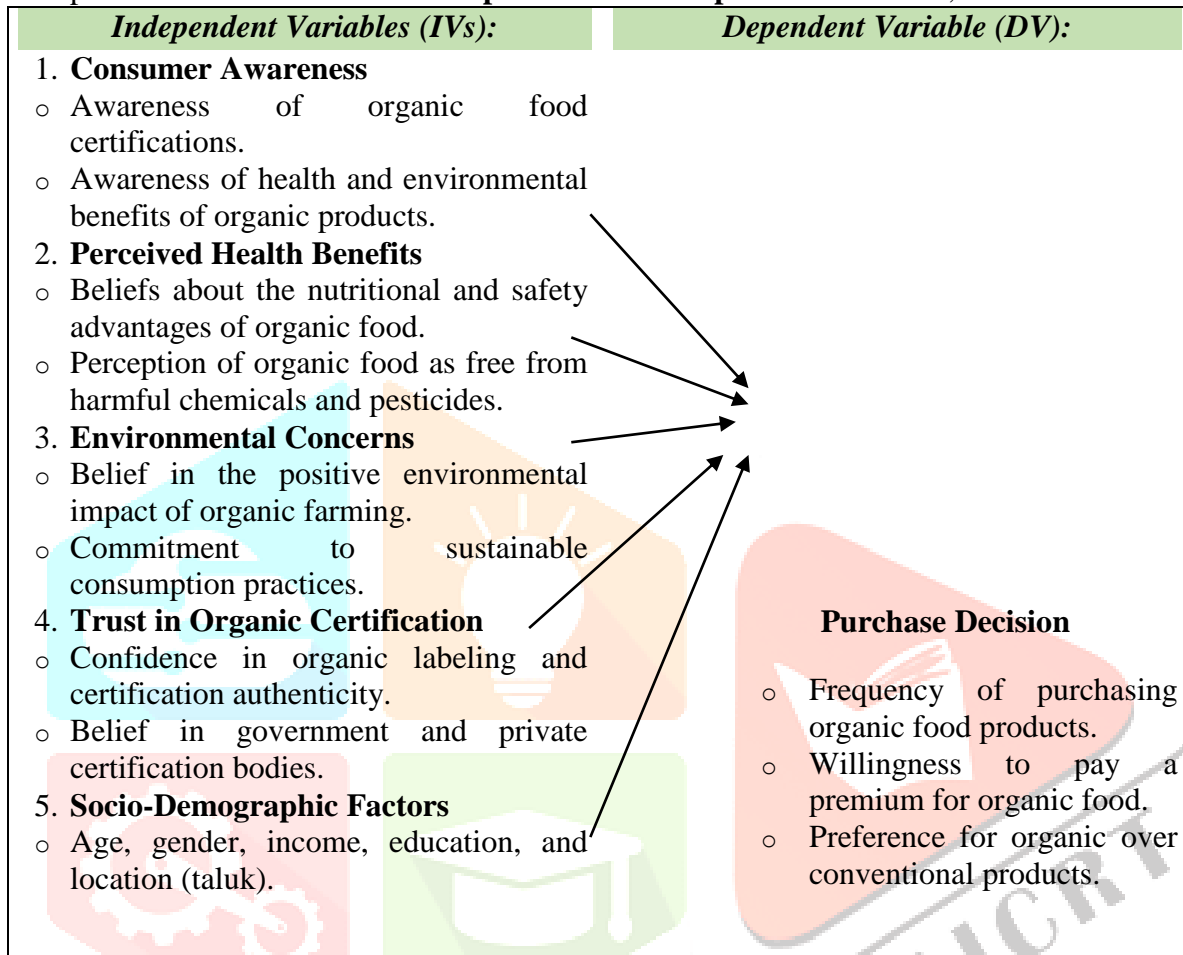 Independent Variables (IVs):
1. Consumer Awareness
o Awareness of organic food
certifications.
o Awareness of health and environmental
benefits of organic products.
2. Perceived Health Benefits
o Beliefs about the nutritional and safety
advantages of organic food.
o Perception of organic food as free from
harmful chemicals and pesticides.
3. Environmental Concerns
o Belief in the positive environmental
impact of organic farming.
o Commitment to sustainable
consumption practices.
4. Trust in Organic Certification
o Confidence in organic labeling and
certification authenticity.
o Belief in government and private
certification bodies.
5. Socio-Demographic Factors
o Age, gender, income, education, and
location (taluk).
Dependent Variable (DV):
Purchase Decision
o Frequency of purchasing
organic food products.
o Willingness to pay a
premium for organic food.
o Preference for organic over
conventional products.
IJCRT